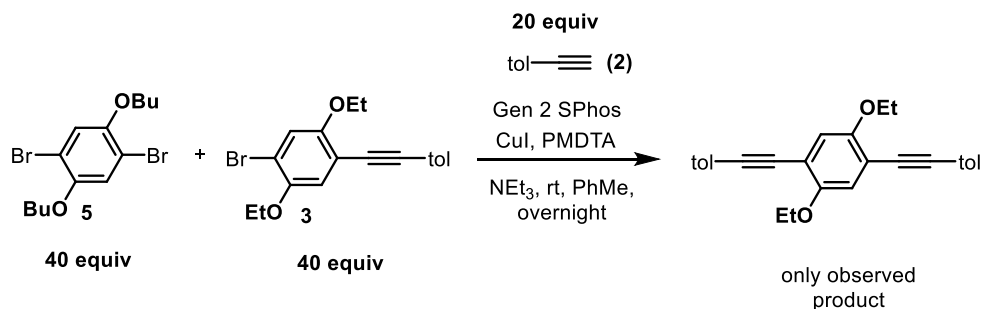 20 equiv
tol (2)
Gen 2 SPhos
CuI, PMDTA
NEt3, rt, PhMe,
overnight
OBu
Br
Br
BuO 5
40 equiv
+
OEt
Br
tol
EtO 3
40 equiv
OEt
tol
tol
EtO
only observed
product